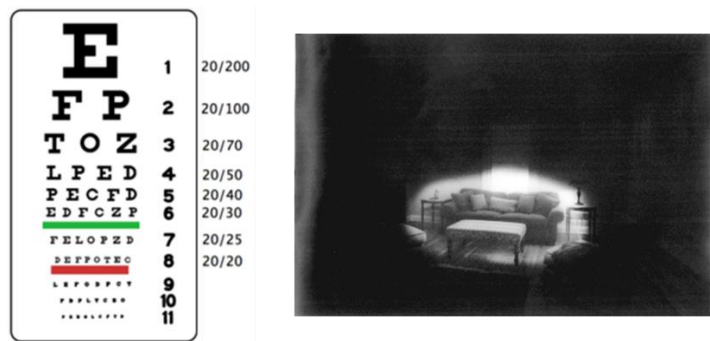 E 1 20/200
F P 2 20/100
T O Z 3 20/70
L P E D 4 20/50
P E C F D 5 20/40
E D F C Z P 6 20/30
F E L O P Z D 7 20/25
D E F P O T E C 8 20/20
9
10
11